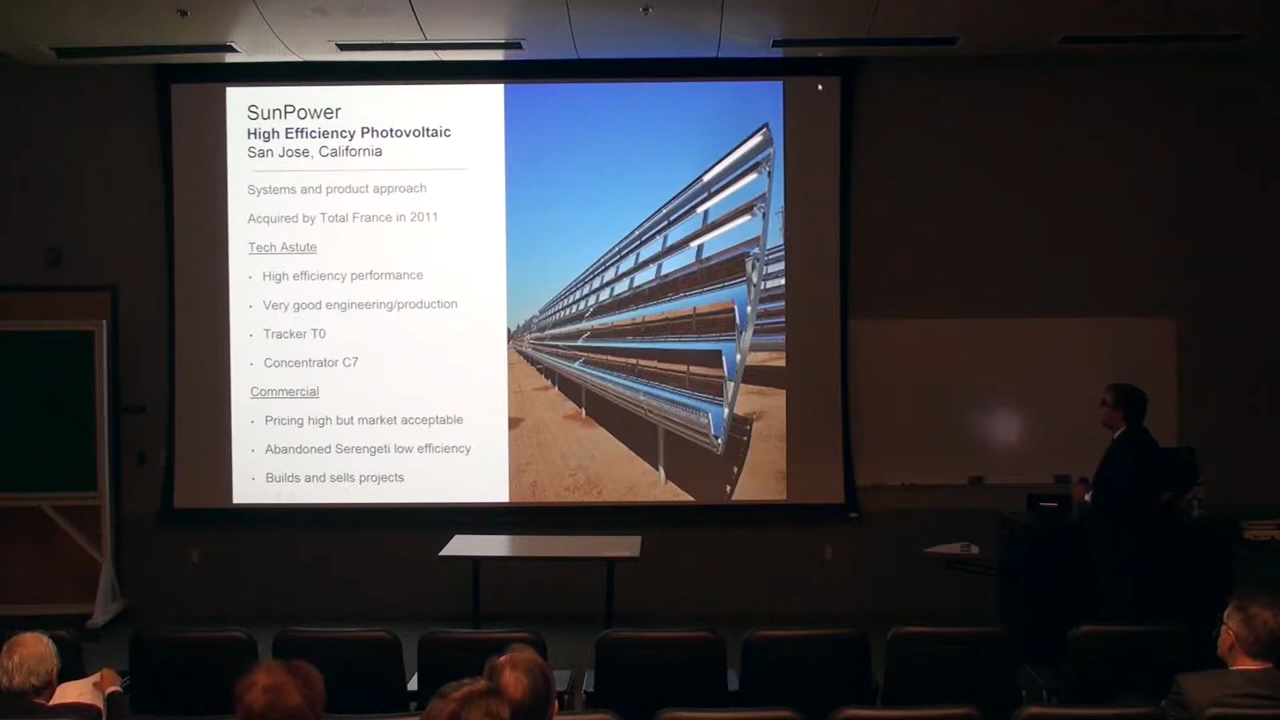 SunPower
High Efficiency Photovoltaic
San Jose, California
Systems and product approach
Acquired by Total France in 2011
Tech Astute
• High efficiency performance
• Very good engineering/production
• Tracker T0
• Concentrator C7
Commercial
• Pricing high but market acceptable
• Abandoned Serengeti low efficiency
• Builds and sells projects